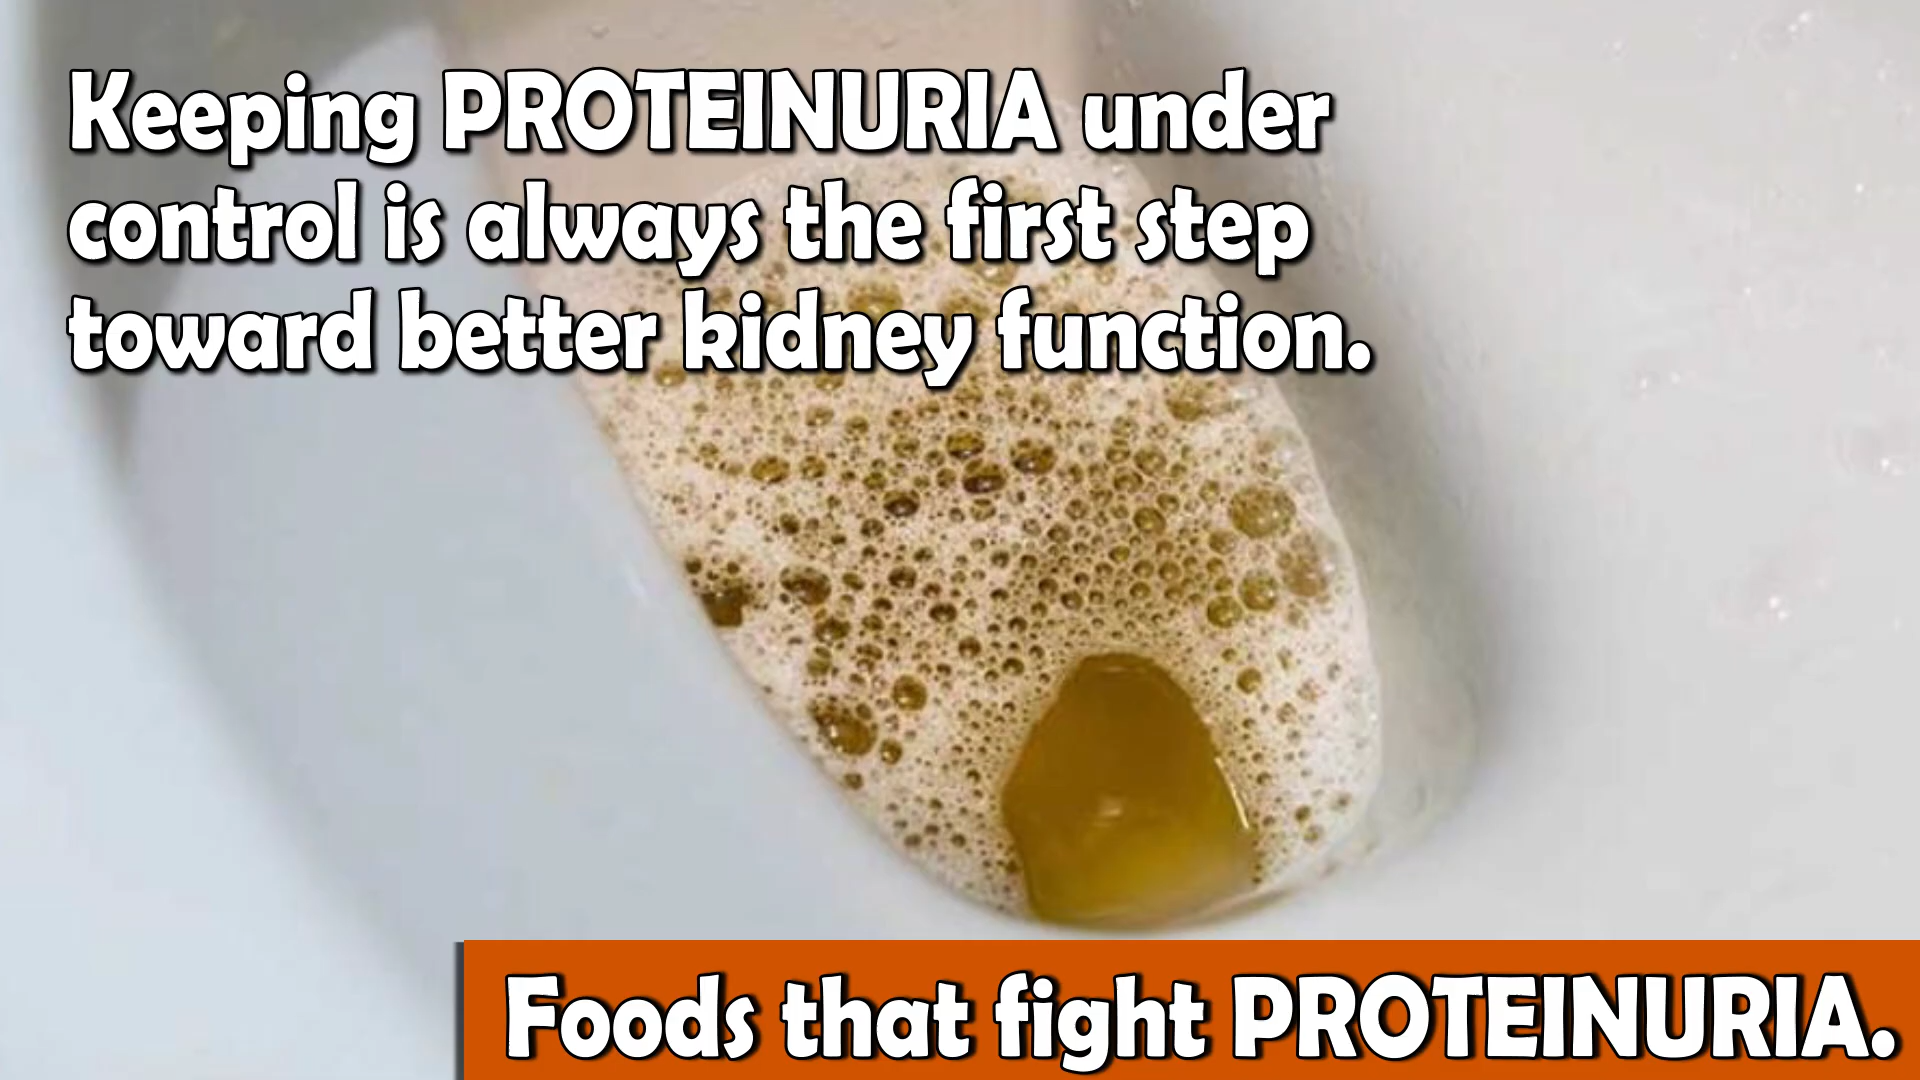 Keeping PROTEINURIA under
control is always the first step
toward better kidney function.
Foods that fight PROTEINURIA.